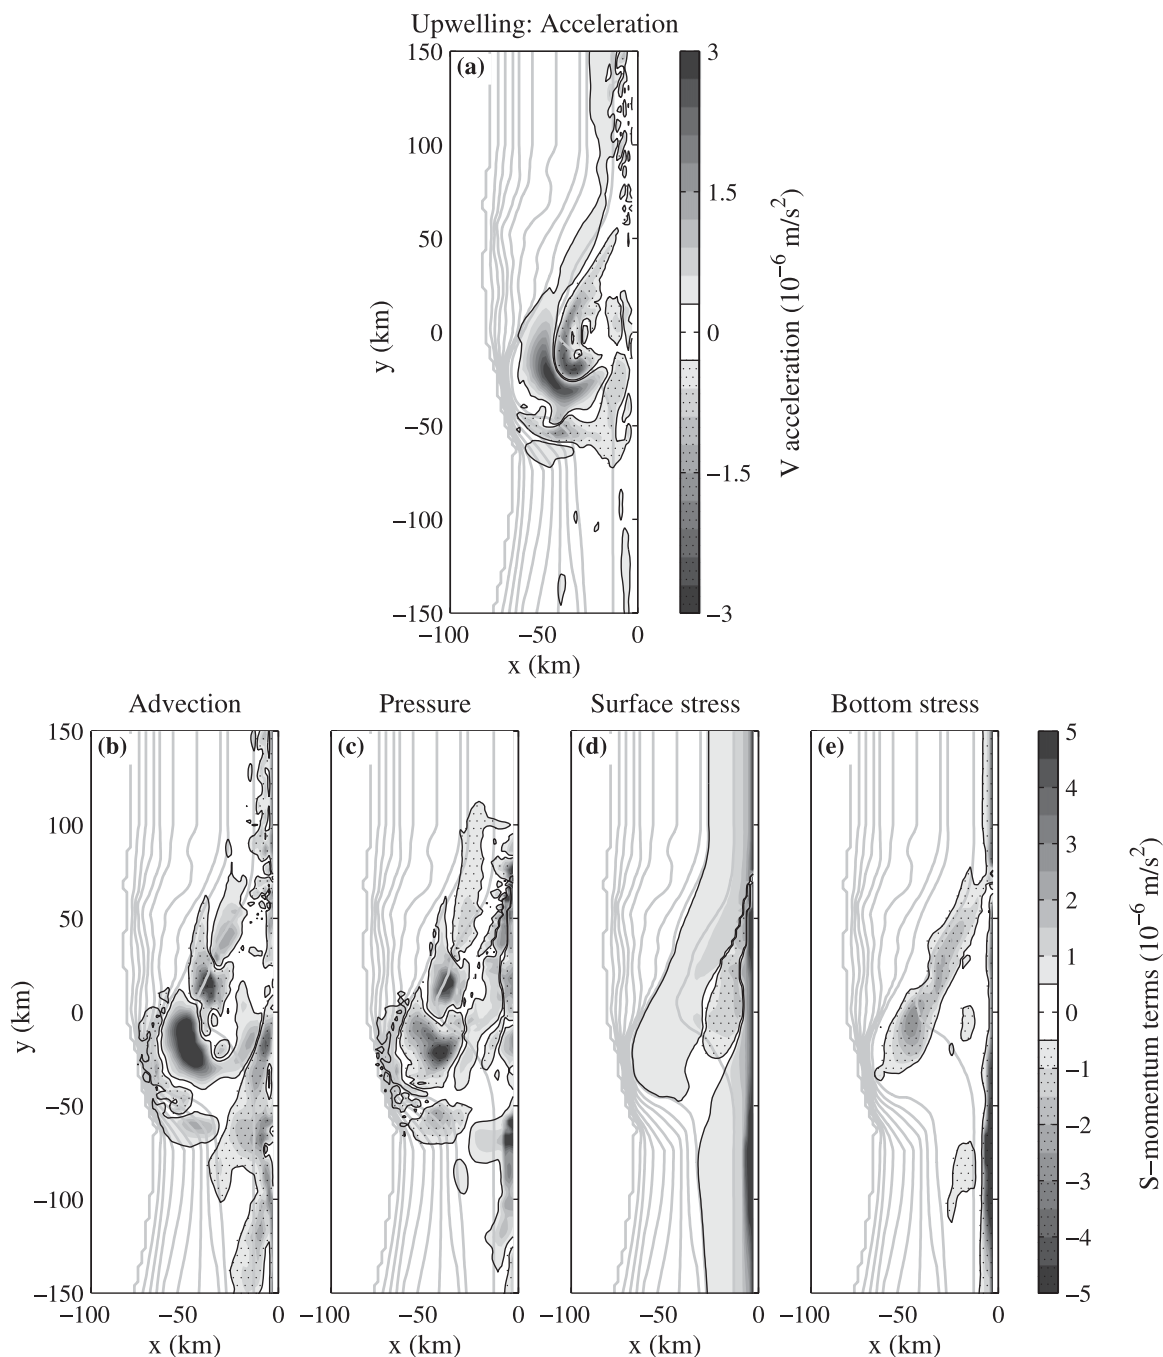 Upwelling: Acceleration
(a)
150
100
50
0
−50
−100
−150
y (km)
−100 −50 0
x (km)
3
1.5
0
−1.5
−3
V acceleration (10⁻⁶ m/s²)
Advection Pressure Surface stress Bottom stress
(b) (c) (d) (e)
150
100
50
0
−50
−100
−150
y (km)
−100 −50 0 −100 −50 0 −100 −50 0 −100 −50 0
x (km) x (km) x (km) x (km)
5
4
3
2
1
0
−1
−2
−3
−4
−5
S−momentum terms (10⁻⁶ m/s²)